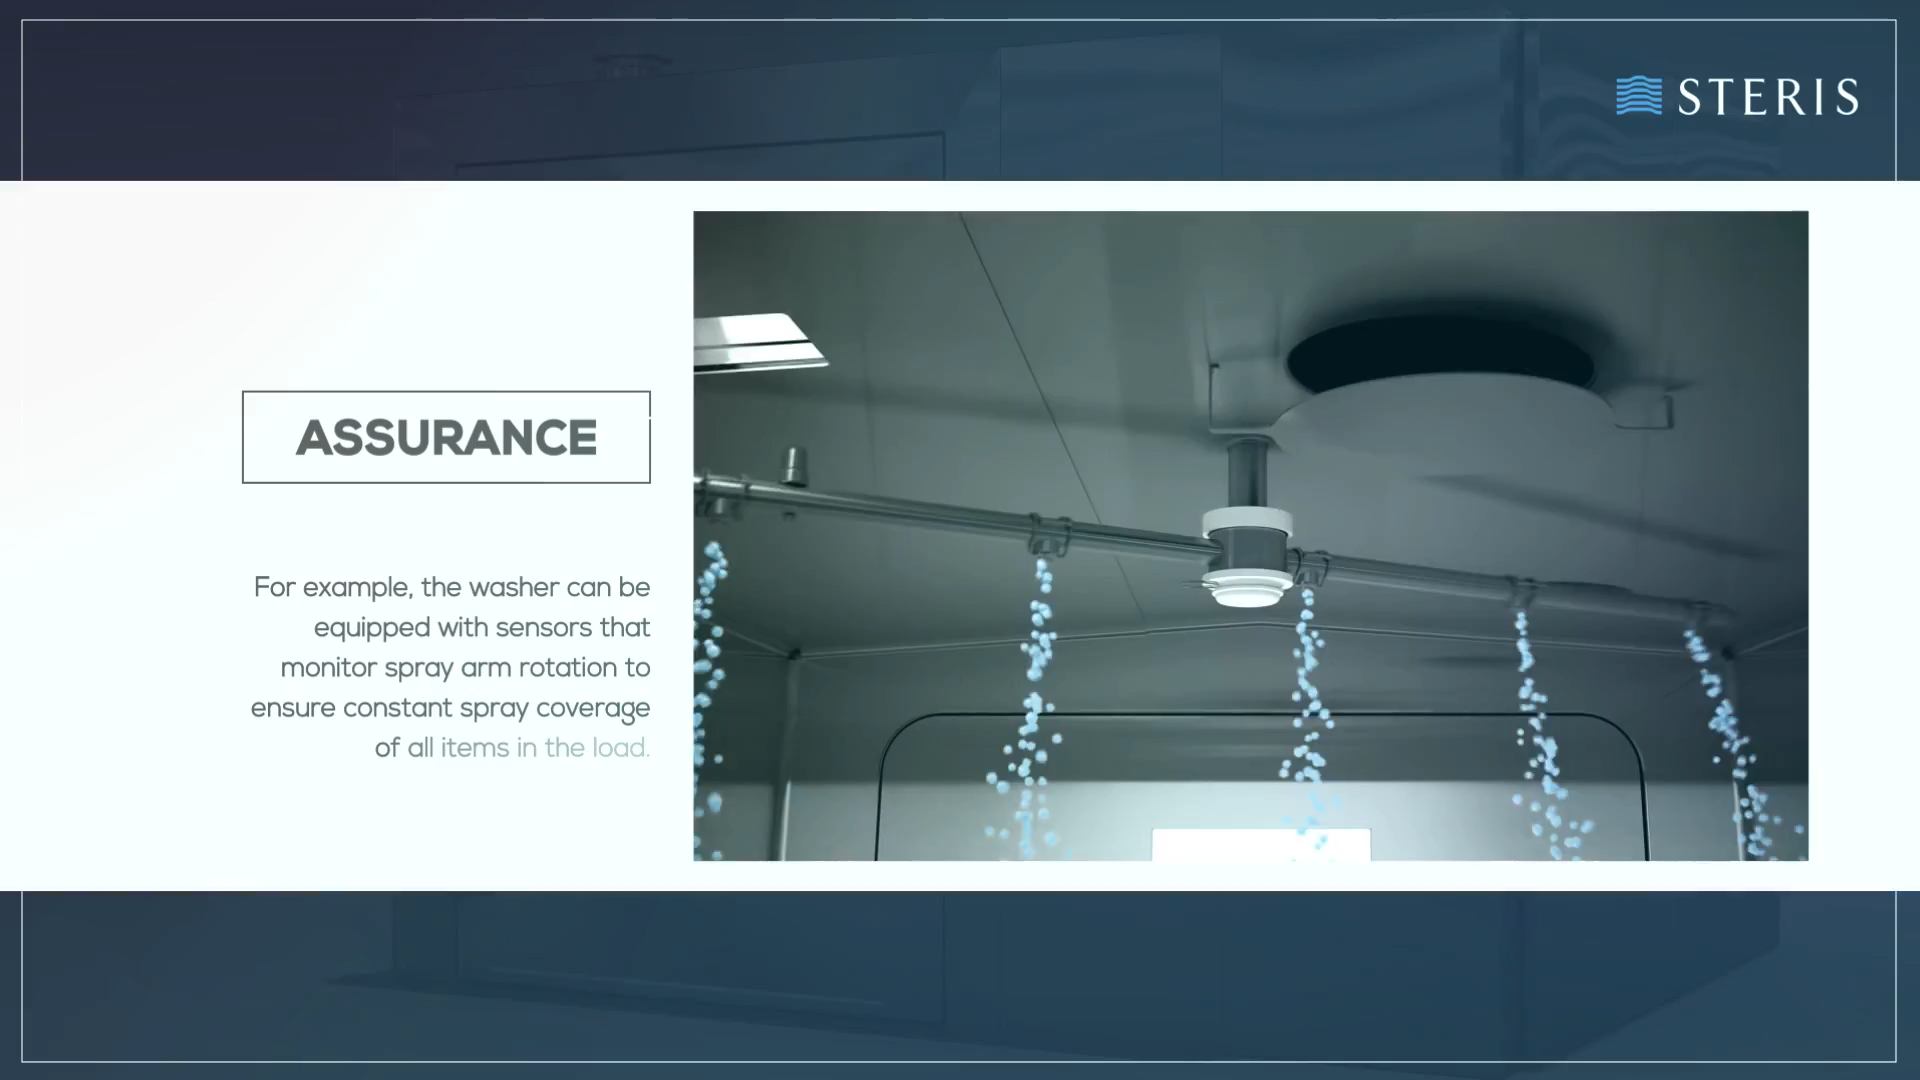 STERIS
ASSURANCE
For example, the washer can be
equipped with sensors that
monitor spray arm rotation to
ensure constant spray coverage
of all items in the load.